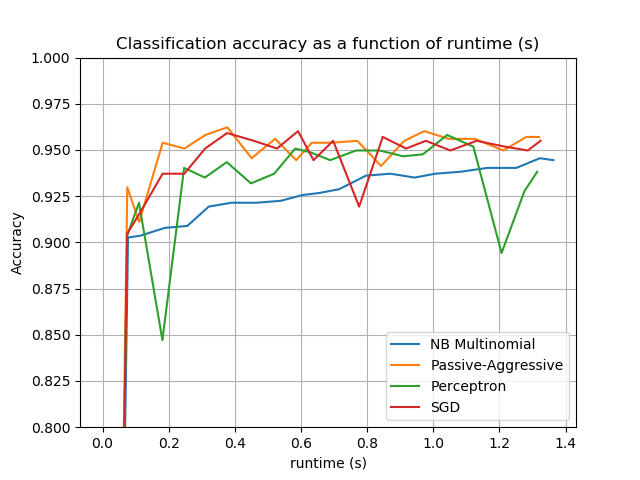 Classification accuracy as a function of runtime (s)
1.000
0.975
0.950
0.925
0.900
0.875
0.850
0.825
0.800
Accuracy
NB Multinomial
Passive-Aggressive
Perceptron
SGD
0.0 0.2 0.4 0.6 0.8 1.0 1.2 1.4
runtime (s)